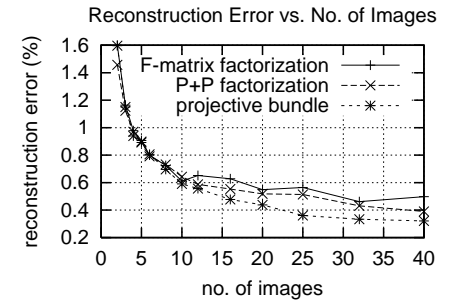 Reconstruction Error vs. No. of Images
reconstruction error (%)
1.6
1.4
1.2
1
0.8
0.6
0.4
0.2
F-matrix factorization
P+P factorization
projective bundle
0 5 10 15 20 25 30 35 40
no. of images